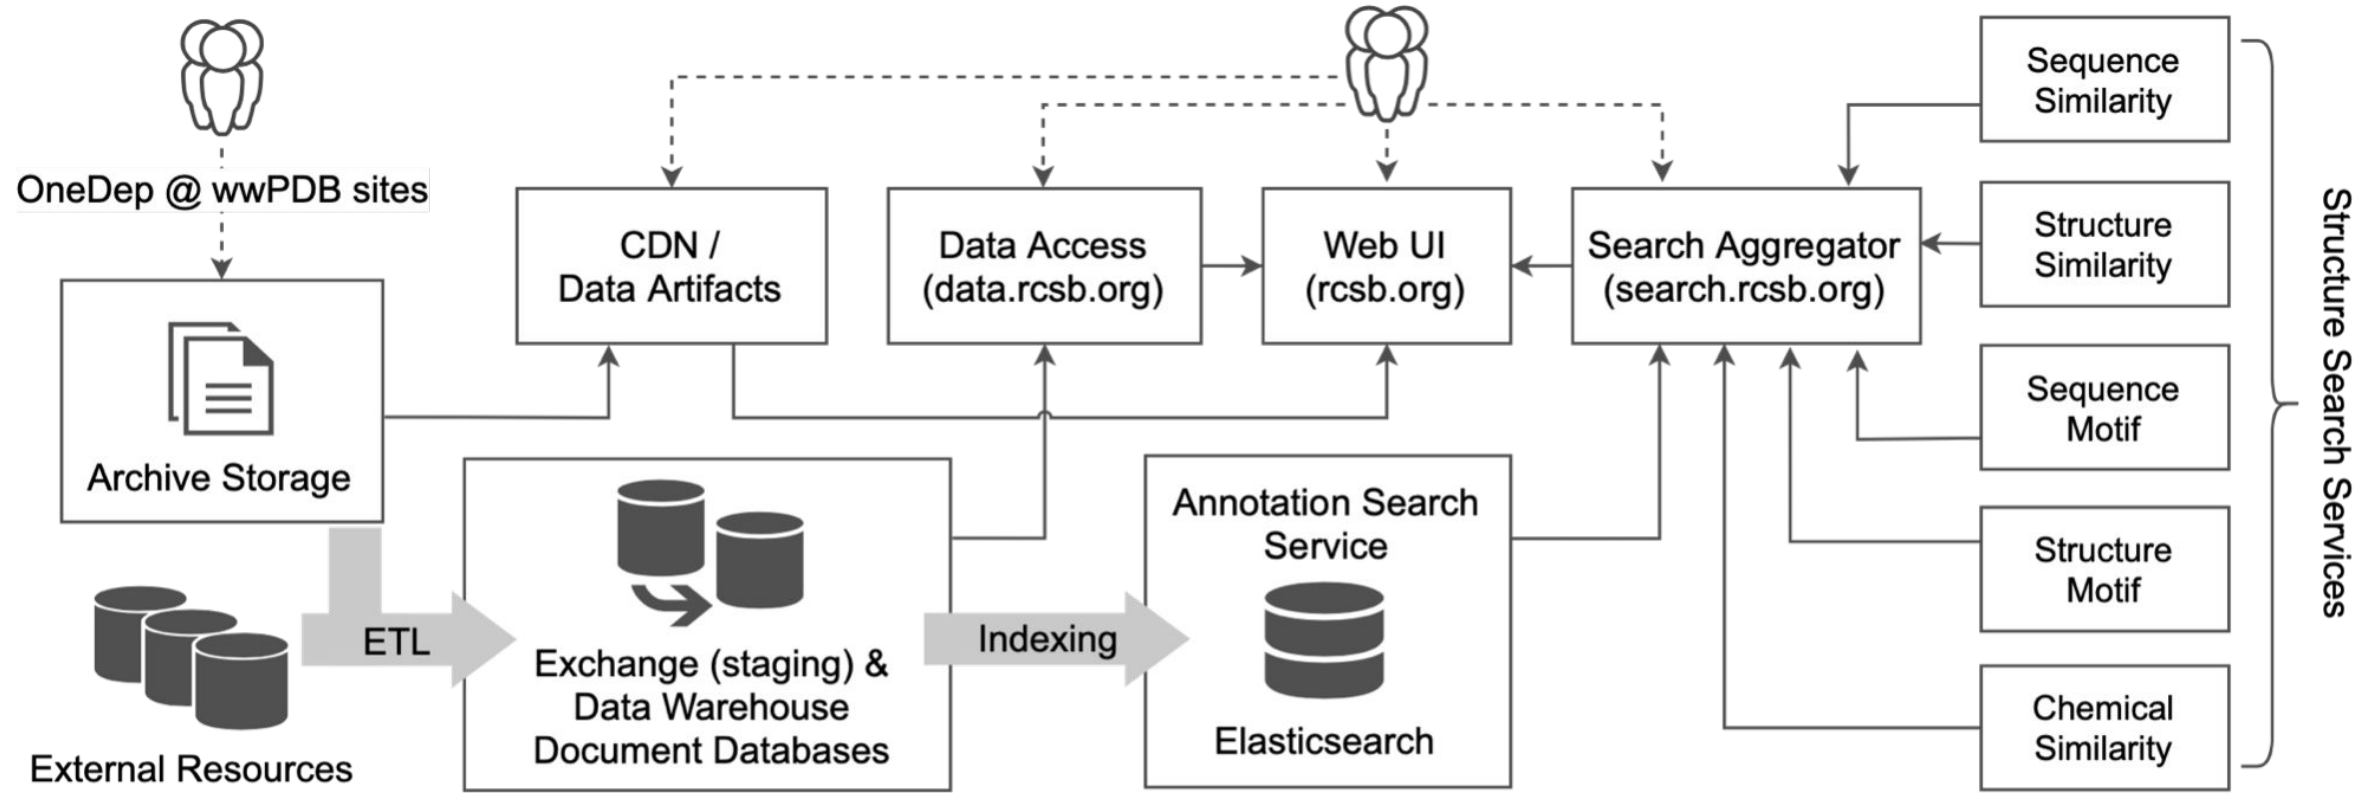 OneDep @ wwPDB sites
Archive Storage
External Resources
ETL
CDN /
Data Artifacts
Data Access
(data.rcsb.org)
Web UI
(rcsb.org)
Search Aggregator
(search.rcsb.org)
Exchange (staging) &
Data Warehouse
Document Databases
Indexing
Annotation Search
Service
Elasticsearch
Sequence
Similarity
Structure
Similarity
Sequence
Motif
Structure
Motif
Chemical
Similarity
Structure Search Services